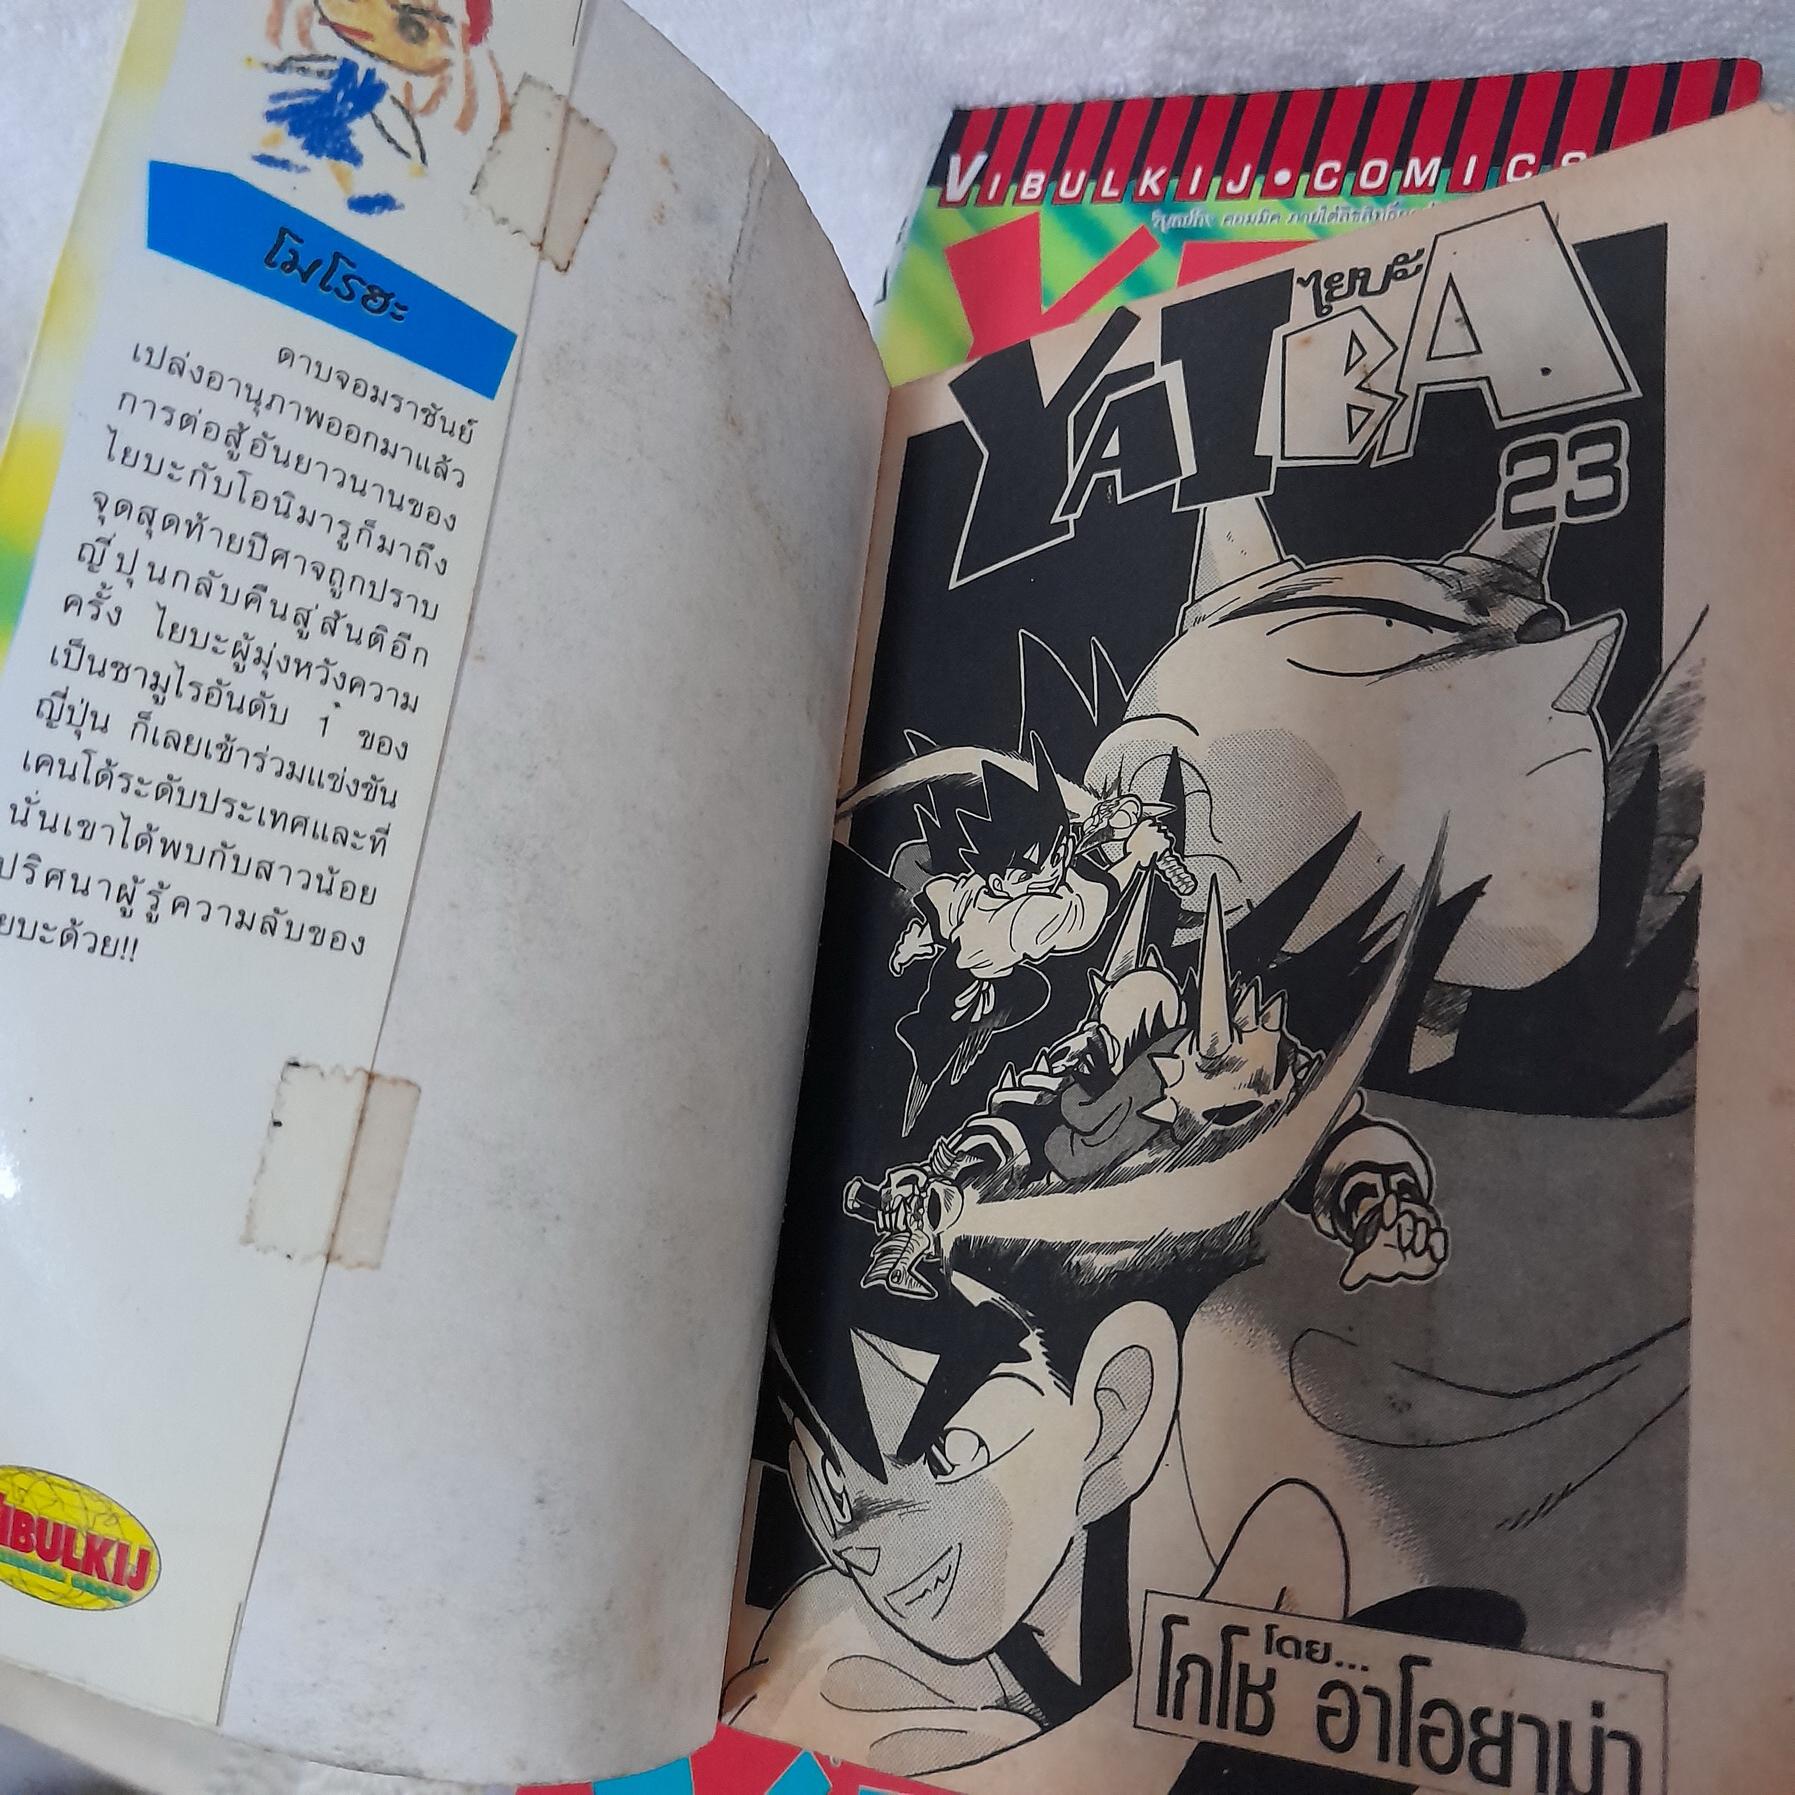 โมโรฮะ
ดาบจอมราชันย์
เปล่งอานุภาพออกมาแล้ว
การต่อสู้อันยาวนานของ
ไยบะกับโอนิมารูก็มาถึง
จุดสุดท้ายปีศาจถูกปราบ
ญี่ปุนกลับคืนสู่สันติอีก
ครั้ง ไยบะผู้มุ่งหวังความ
เป็นซามูไรอันดับ 1 ของ
ญี่ปุ่น ก็เลยเข้าร่วมแข่งขัน
เคนโด้ระดับประเทศและที่
นั่นเขาได้พบกับสาวน้อย
ปริศนาผู้รู้ความลับของ
ยบะด้วย!!
VIBULKIJ
VIBULKIJ•COMICS
ไยบะ
YAIBA
23
โดย...
โกโช อาโอยาม่า